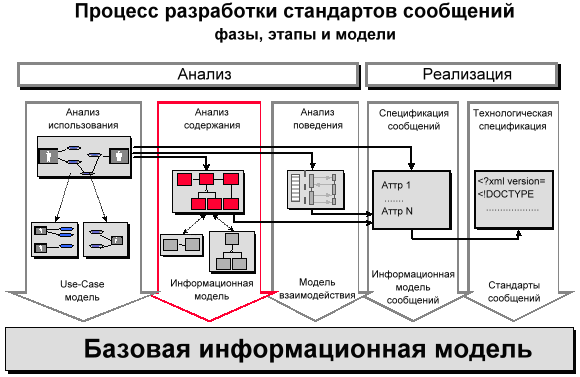 Процесс разработки стандартов сообщений
фазы, этапы и модели
Анализ
Реализация
Анализ
использования
Анализ
содержания
Анализ
поведения
Спецификация
сообщений
Технологическая
спецификация
Аттр 1
.......
Аттр N
<?xml version=
<!DOCTYPE
...................
Use-Case
модель
Информационная
модель
Модель
взаимодействия
Информационная
модель
сообщений
Стандарты
сообщений
Базовая информационная модель